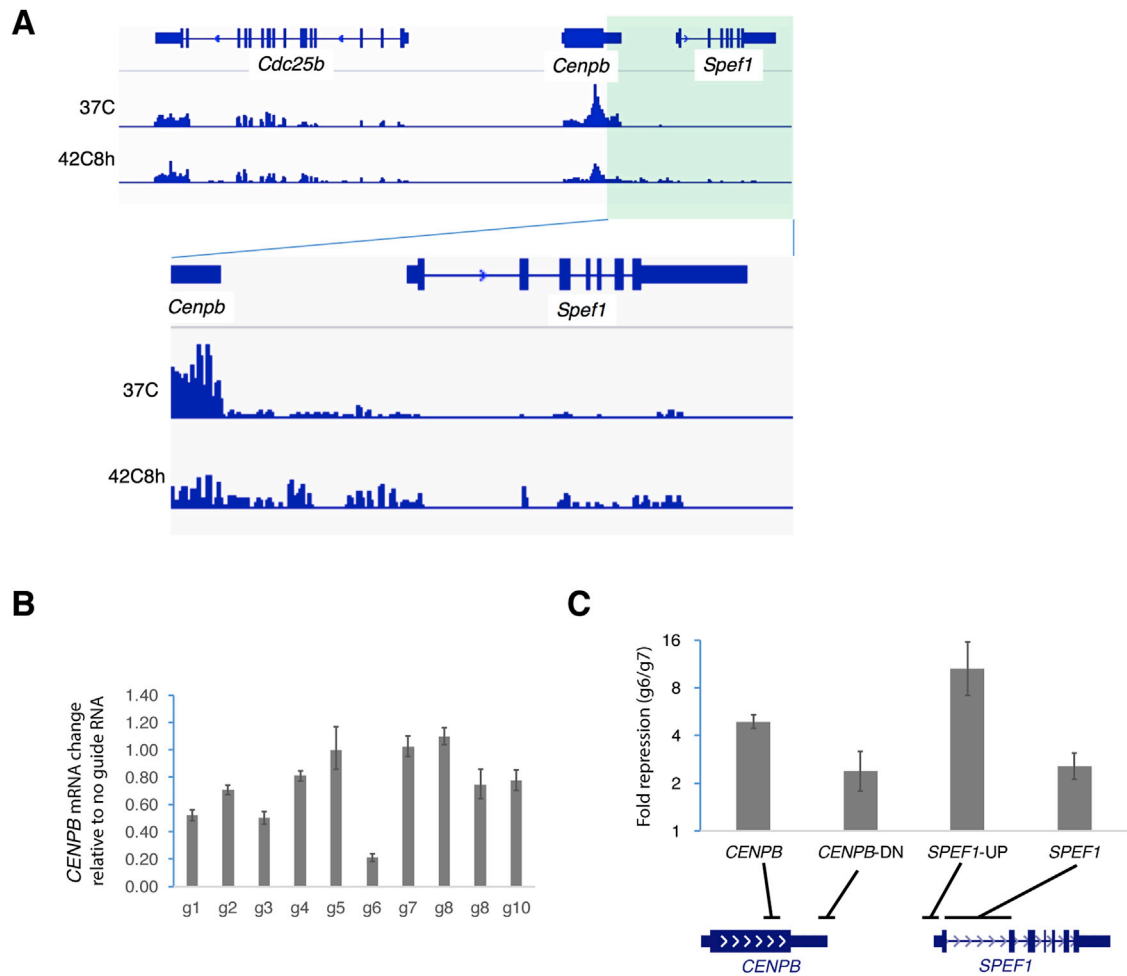 A
Cdc25b
Cenpb
Spef1
37C
42C8h
Cenpb
Spef1
37C
42C8h
B
CENPB mRNA change
relative to no guide RNA
1.40
1.20
1.00
0.80
0.60
0.40
0.20
0.00
g1 g2 g3 g4 g5 g6 g7 g8 g8 g10
C
Fold repression (g6/g7)
16
8
4
2
1
CENPB CENPB-DN SPEF1-UP SPEF1
CENPB SPEF1